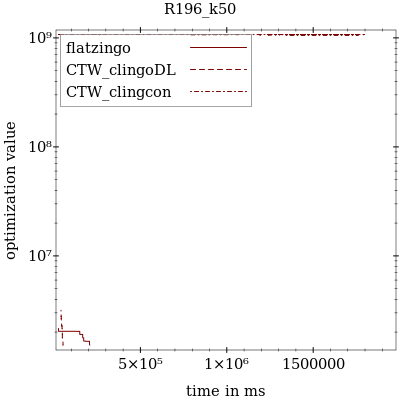 R196_k50
10⁹
flatzingo
CTW_clingoDL
CTW_clingcon
10⁸
optimization value
10⁷
5×10⁵ 1×10⁶ 1500000
time in ms